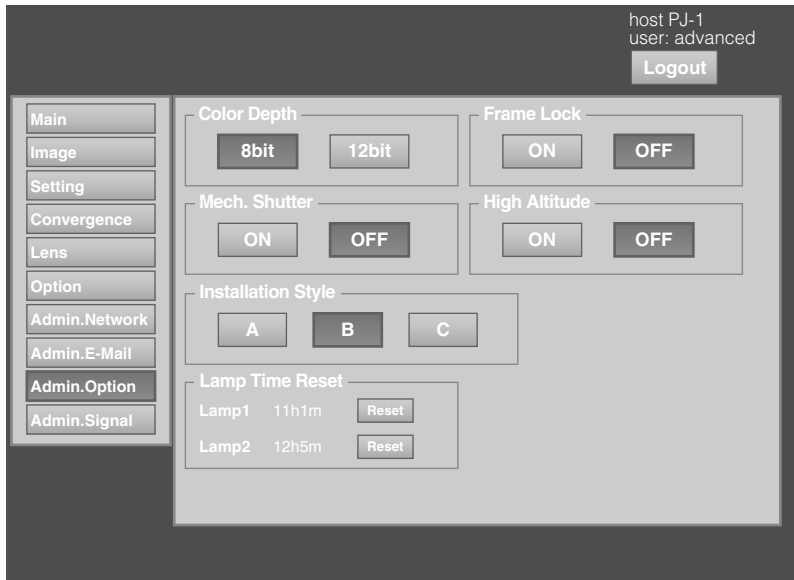 host PJ-1
user: advanced
Logout
Main
Image
Setting
Convergence
Lens
Option
Admin.Network
Admin.E-Mail
Admin.Option
Admin.Signal
Color Depth
8bit 12bit
Frame Lock
ON OFF
Mech. Shutter
ON OFF
High Altitude
ON OFF
Installation Style
A B C
Lamp Time Reset
Lamp1 11h1m Reset
Lamp2 12h5m Reset